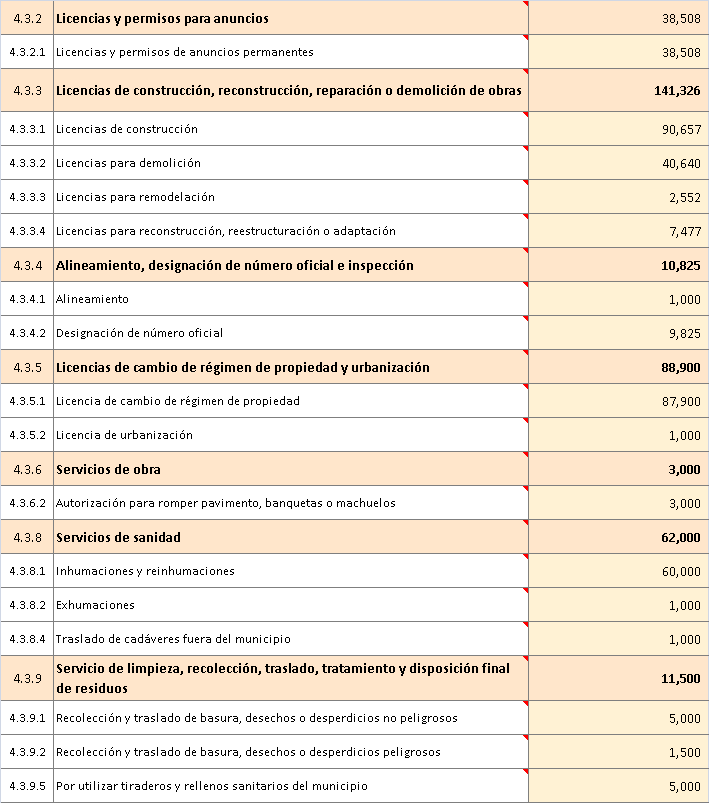 4.3.2 Licencias y permisos para anuncios 38,508
4.3.2.1 Licencias y permisos de anuncios permanentes 38,508
4.3.3 Licencias de construcción, reconstrucción, reparación o demolición de obras 141,326
4.3.3.1 Licencias de construcción 90,657
4.3.3.2 Licencias para demolición 40,640
4.3.3.3 Licencias para remodelación 2,552
4.3.3.4 Licencias para reconstrucción, reestructuración o adaptación 7,477
4.3.4 Alineamiento, designación de número oficial e inspección 10,825
4.3.4.1 Alineamiento 1,000
4.3.4.2 Designación de número oficial 9,825
4.3.5 Licencias de cambio de régimen de propiedad y urbanización 88,900
4.3.5.1 Licencia de cambio de régimen de propiedad 87,900
4.3.5.2 Licencia de urbanización 1,000
4.3.6 Servicios de obra 3,000
4.3.6.2 Autorización para romper pavimento, banquetas o machuelos 3,000
4.3.8 Servicios de sanidad 62,000
4.3.8.1 Inhumaciones y reinhumaciones 60,000
4.3.8.2 Exhumaciones 1,000
4.3.8.4 Traslado de cadáveres fuera del municipio 1,000
4.3.9 Servicio de limpieza, recolección, traslado, tratamiento y disposición final
de residuos 11,500
4.3.9.1 Recolección y traslado de basura, desechos o desperdicios no peligrosos 5,000
4.3.9.2 Recolección y traslado de basura, desechos o desperdicios peligrosos 1,500
4.3.9.5 Por utilizar tiraderos y rellenos sanitarios del municipio 5,000